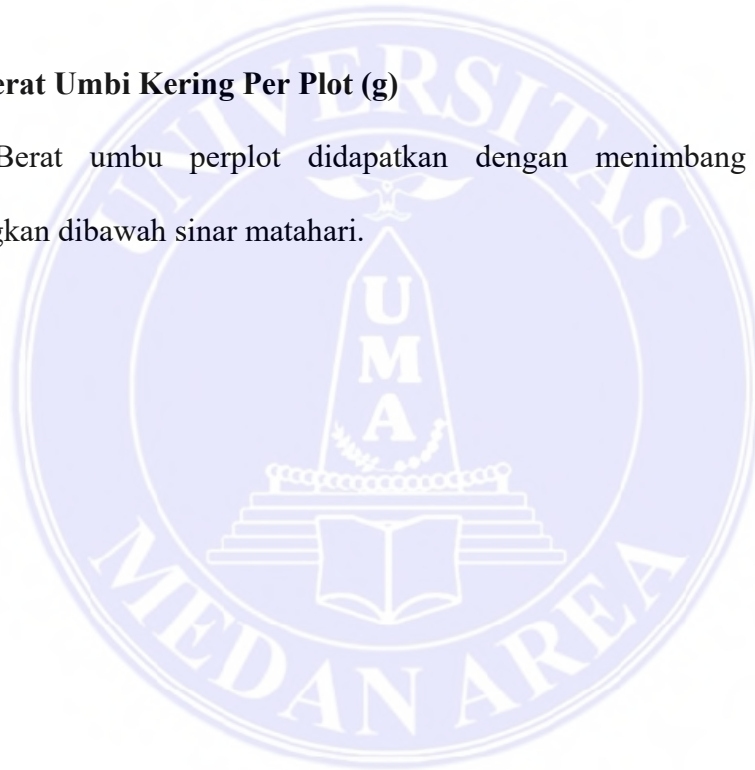 erat Umbi Kering Per Plot (g)
Berat umbu perplot didapatkan dengan menimbang
gkan dibawah sinar matahari.
UNIVERSITAS
UMA
MEDAN AREA